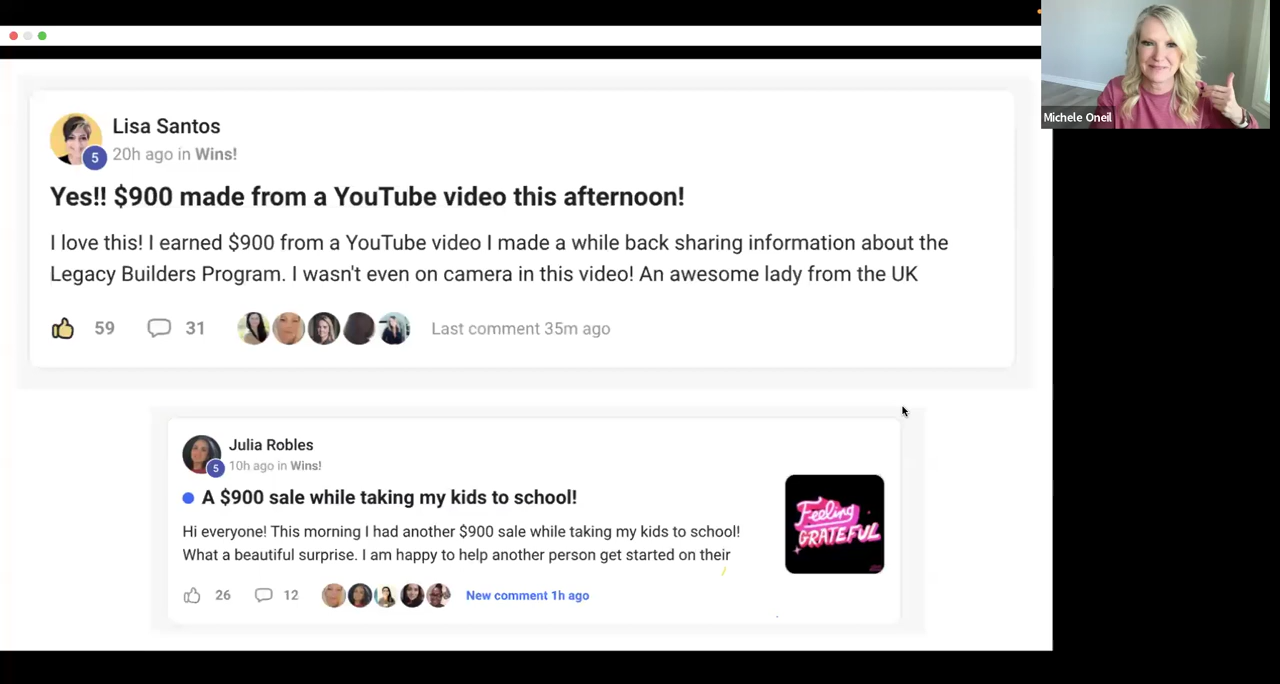 Michele Oneil
Lisa Santos
5
20h ago in Wins!
Yes!! $900 made from a YouTube video this afternoon!
I love this! I earned $900 from a YouTube video I made a while back sharing information about the
Legacy Builders Program. I wasn't even on camera in this video! An awesome lady from the UK
59
31
Last comment 35m ago
Julia Robles
5
10h ago in Wins!
A $900 sale while taking my kids to school!
Hi everyone! This morning I had another $900 sale while taking my kids to school!
What a beautiful surprise. I am happy to help another person get started on their
Feeling
GRATEFUL
26
12
New comment 1h ago